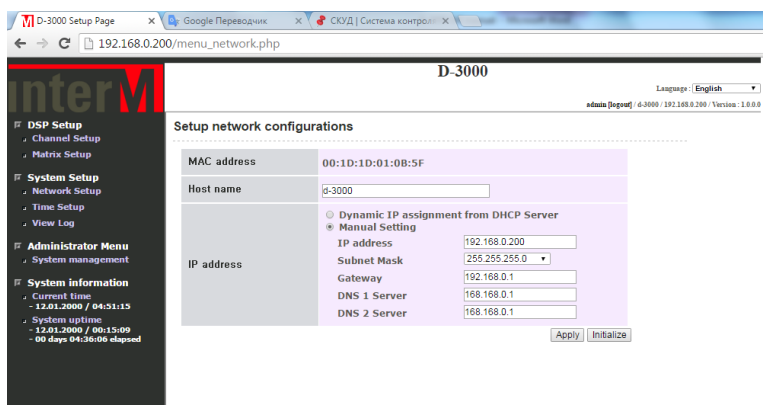 D-3000 Setup Page
Google Переводчик
СКУД | Система контрол
192.168.0.200/menu_network.php
interM
D-3000
Language : English
admin [logout] / d-3000 / 192.168.0.200 / Version : 1.0.0.0
DSP Setup
Channel Setup
Matrix Setup
System Setup
Network Setup
Time Setup
View Log
Administrator Menu
System management
System information
Current time
- 12.01.2000 / 04:51:15
System uptime
- 12.01.2000 / 00:15:09
- 00 days 04:36:06 elapsed
Setup network configurations
MAC address 00:1D:1D:01:0B:5F
Host name d-3000
IP address
Dynamic IP assignment from DHCP Server
Manual Setting
IP address 192.168.0.200
Subnet Mask 255.255.255.0
Gateway 192.168.0.1
DNS 1 Server 168.168.0.1
DNS 2 Server 168.168.0.1
Apply Initialize